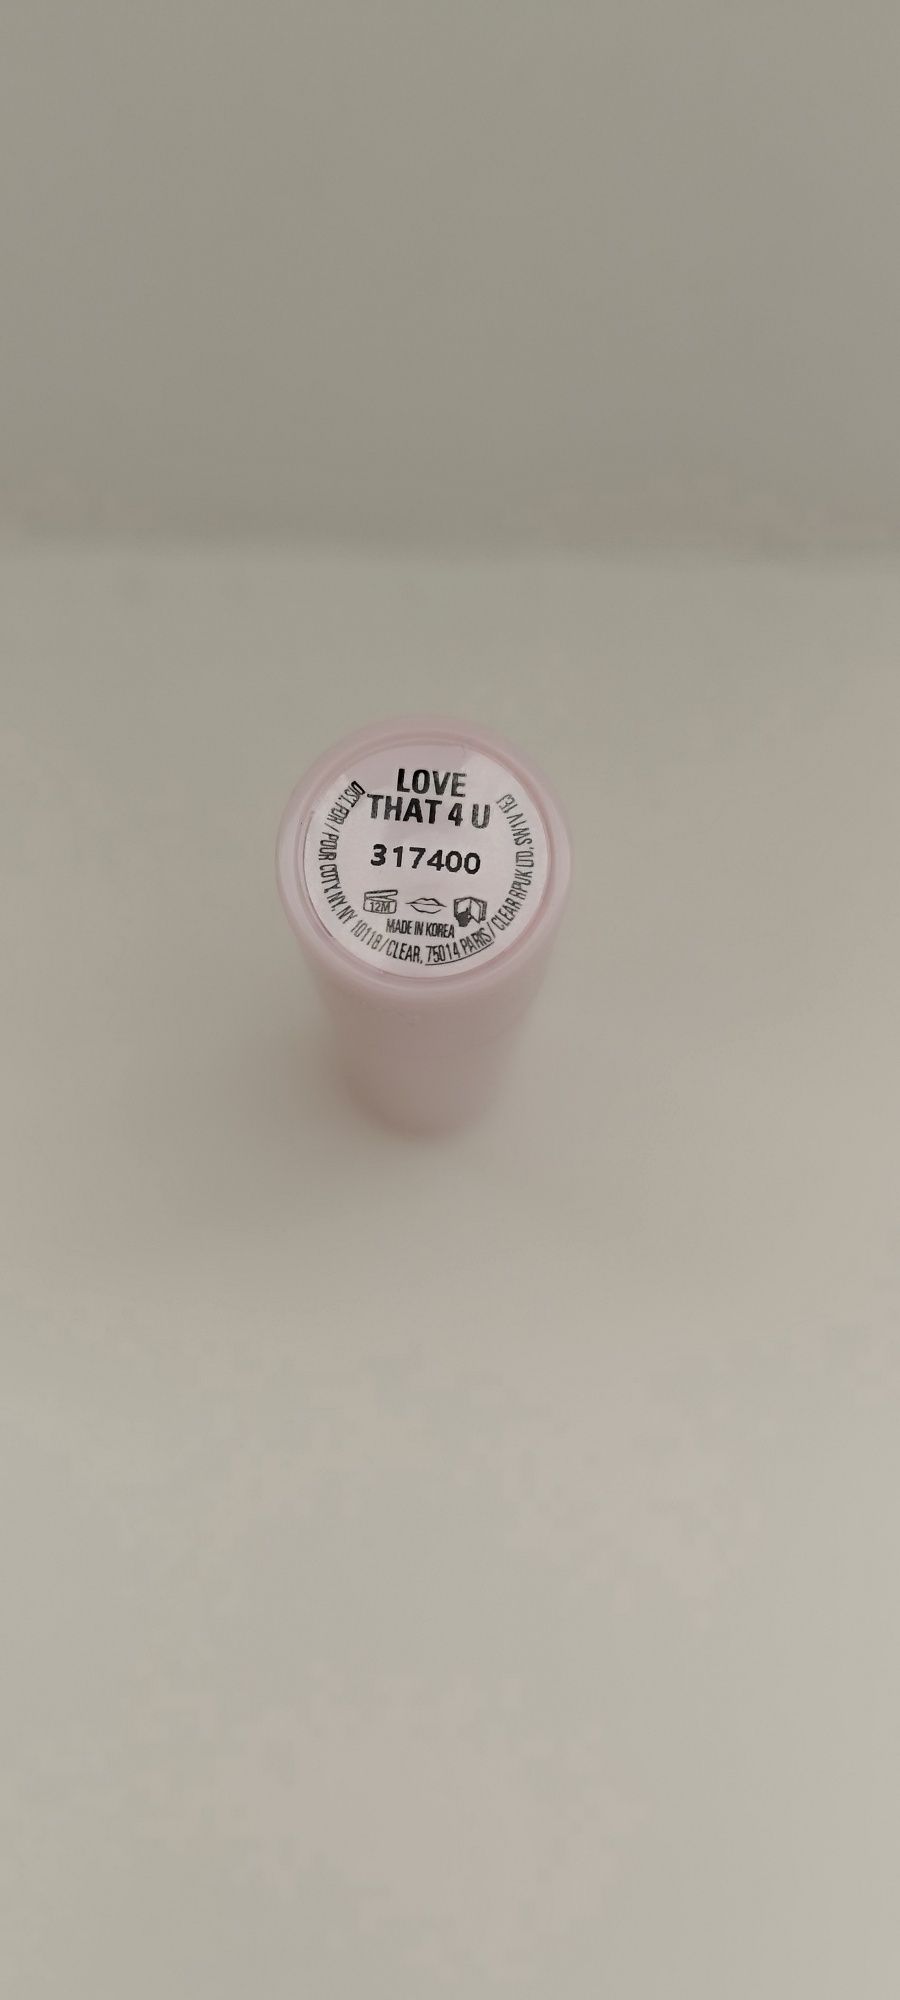 LOVE
THAT 4 U
317400
12M
MADE IN KOREA
DIST. FOR / POUR COTY, NY, NY 10118 / CLEAR, 75014 PARIS / CLEAR RPUK LTD, SW1V 1EJ